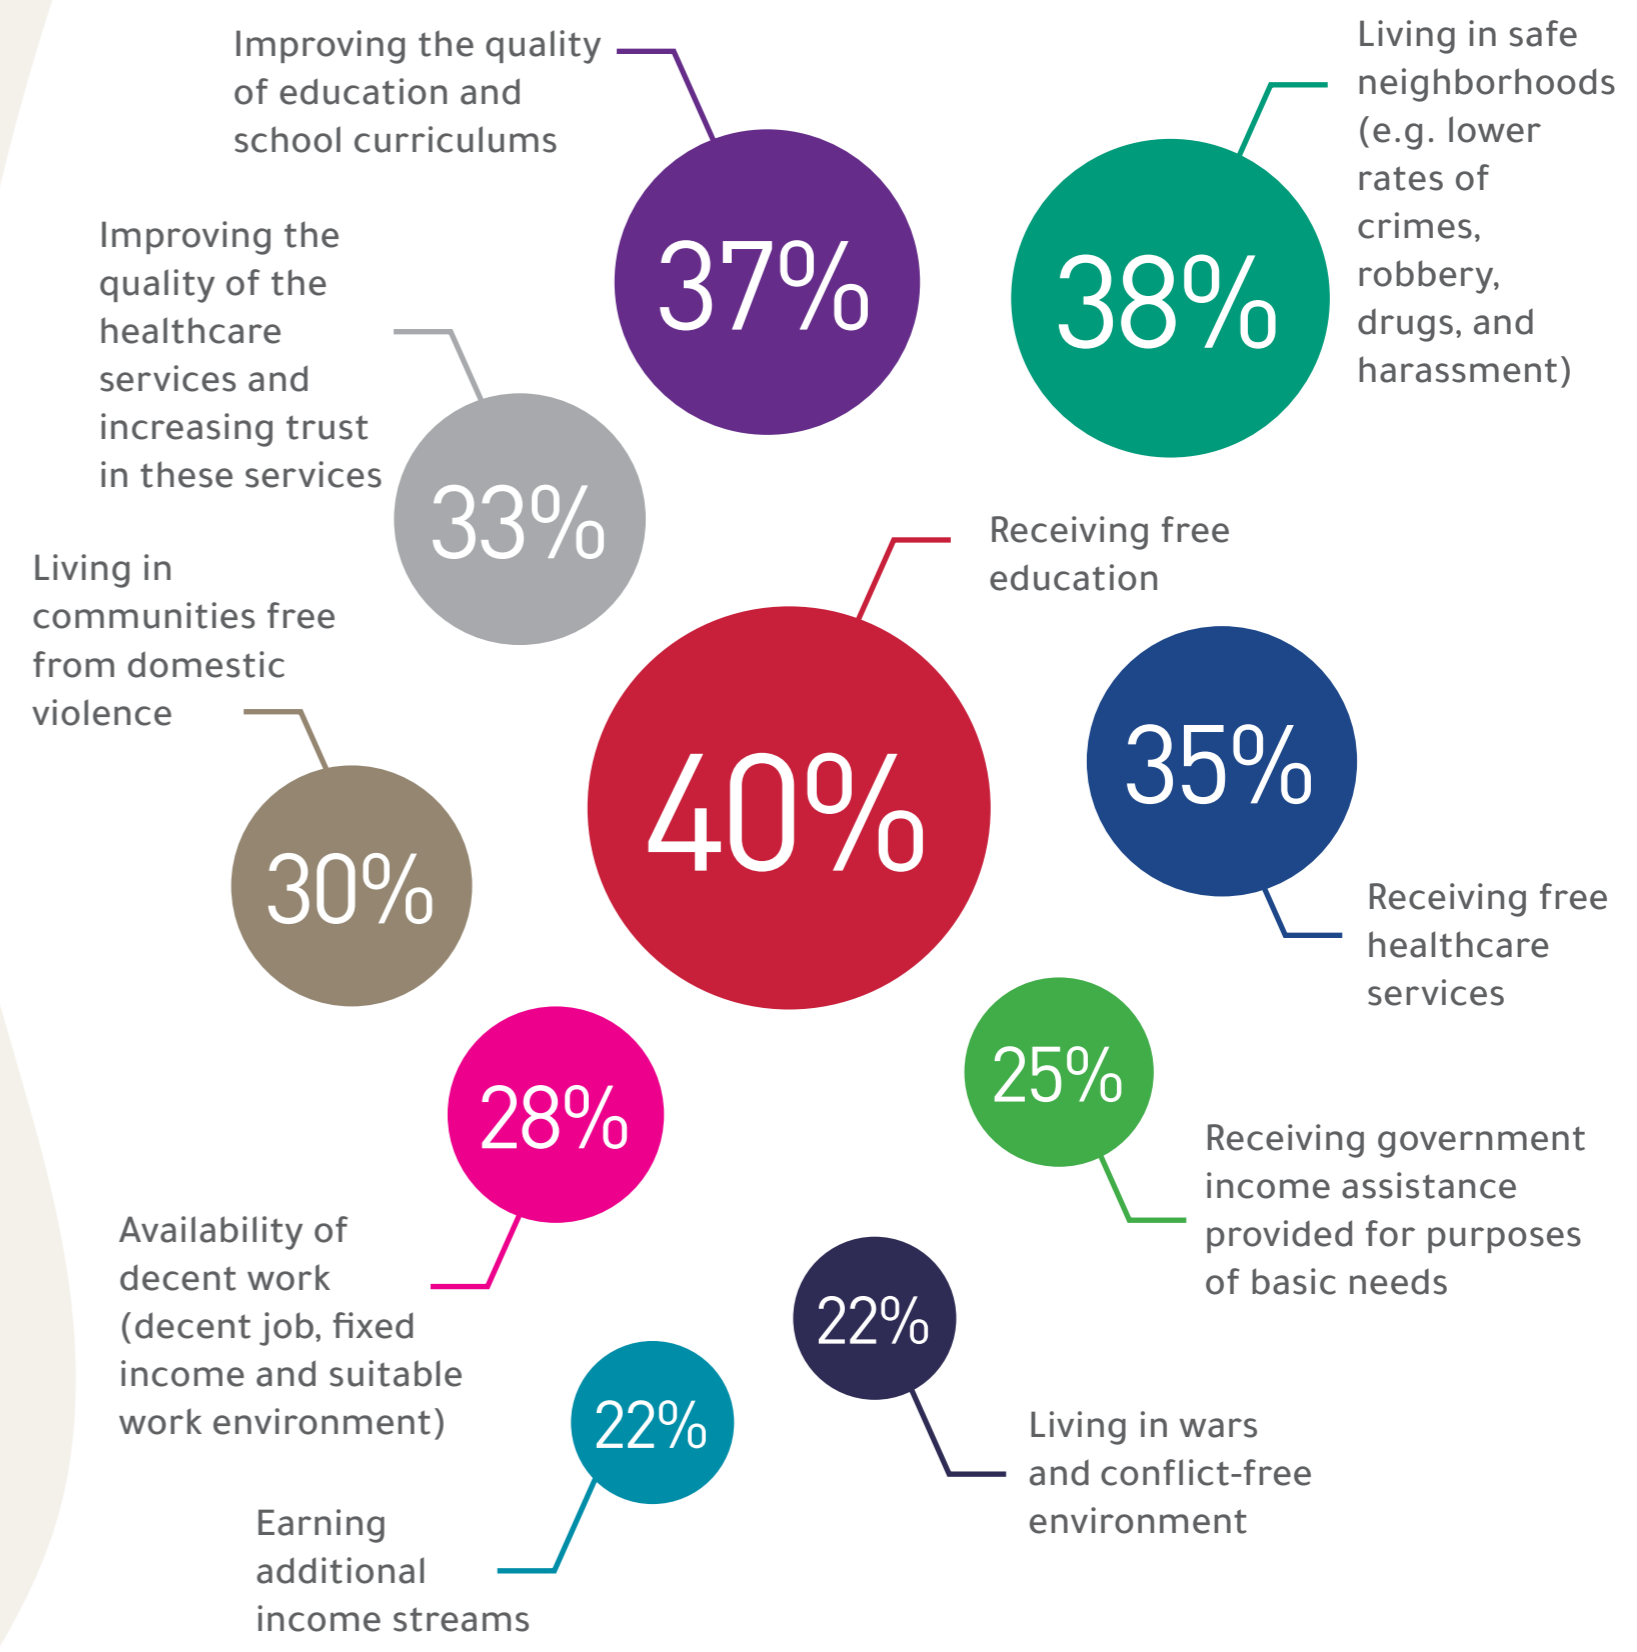 Improving the quality
of education and
school curriculums
37%
Living in safe
neighborhoods
(e.g. lower
rates of
crimes,
robbery,
drugs, and
harassment)
38%
Improving the
quality of the
healthcare
services and
increasing trust
in these services
33%
Receiving free
education
40%
Living in
communities free
from domestic
violence
30%
35%
Receiving free
healthcare
services
28%
Availability of
decent work
(decent job, fixed
income and suitable
work environment)
25%
Receiving government
income assistance
provided for purposes
of basic needs
22%
Living in wars
and conflict-free
environment
22%
Earning
additional
income streams